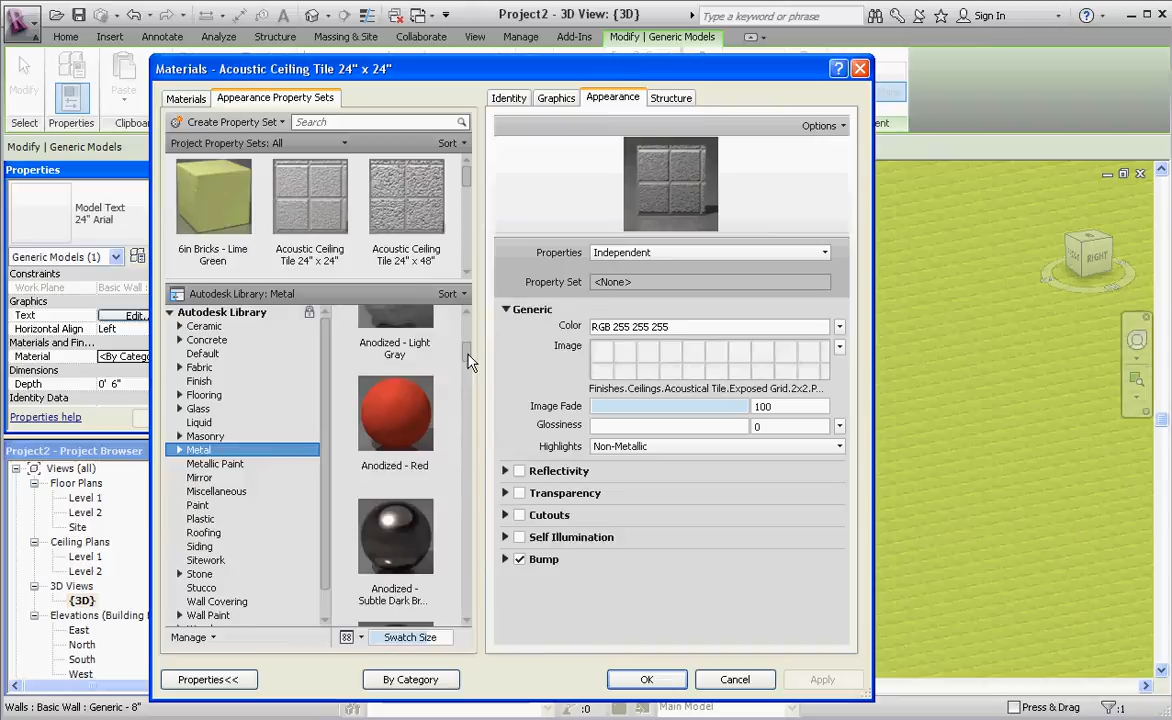 Project2 - 3D View: {3D}
Type a keyword or phrase
Sign In
Home
Insert
Annotate
Analyze
Structure
Massing & Site
Collaborate
View
Manage
Add-Ins
Modify | Generic Models
Modify
Properties
Paste
Select
Properties
Clipboa
Modify | Generic Models
Properties
Model Text
24" Arial
Generic Models (1)
Constraints
Work Plane
Basic Wall :
Graphics
Text
Edit...
Horizontal Align
Left
Materials and Fin...
Material
<By Catego
Dimensions
Depth
0' 6"
Identity Data
Properties help
Project2 - Project Browser
Views (all)
Floor Plans
Level 1
Level 2
Site
Ceiling Plans
Level 1
Level 2
3D Views
{3D}
Elevations (Building
East
North
South
West
Walls : Basic Wall : Generic - 8"
Materials - Acoustic Ceiling Tile 24" x 24"
Materials
Appearance Property Sets
Create Property Set
Search
Project Property Sets: All
Sort
6in Bricks - Lime
Green
Acoustic Ceiling
Tile 24" x 24"
Acoustic Ceiling
Tile 24" x 48"
Autodesk Library: Metal
Sort
Autodesk Library
Ceramic
Concrete
Default
Fabric
Finish
Flooring
Glass
Liquid
Masonry
Metal
Metallic Paint
Mirror
Miscellaneous
Paint
Plastic
Roofing
Siding
Sitework
Stone
Stucco
Wall Covering
Wall Paint
Anodized - Light
Gray
Anodized - Red
Anodized -
Subtle Dark Br...
Manage
Swatch Size
Properties<<
By Category
Identity
Graphics
Appearance
Structure
Options
Properties
Independent
Property Set
<None>
Generic
Color
RGB 255 255 255
Image
Finishes.Ceilings.Acoustical Tile.Exposed Grid.2x2.P...
Image Fade
100
Glossiness
0
Highlights
Non-Metallic
Reflectivity
Transparency
Cutouts
Self Illumination
Bump
OK
Cancel
Apply
RIGHT
:0
Main Model
Press & Drag
:1